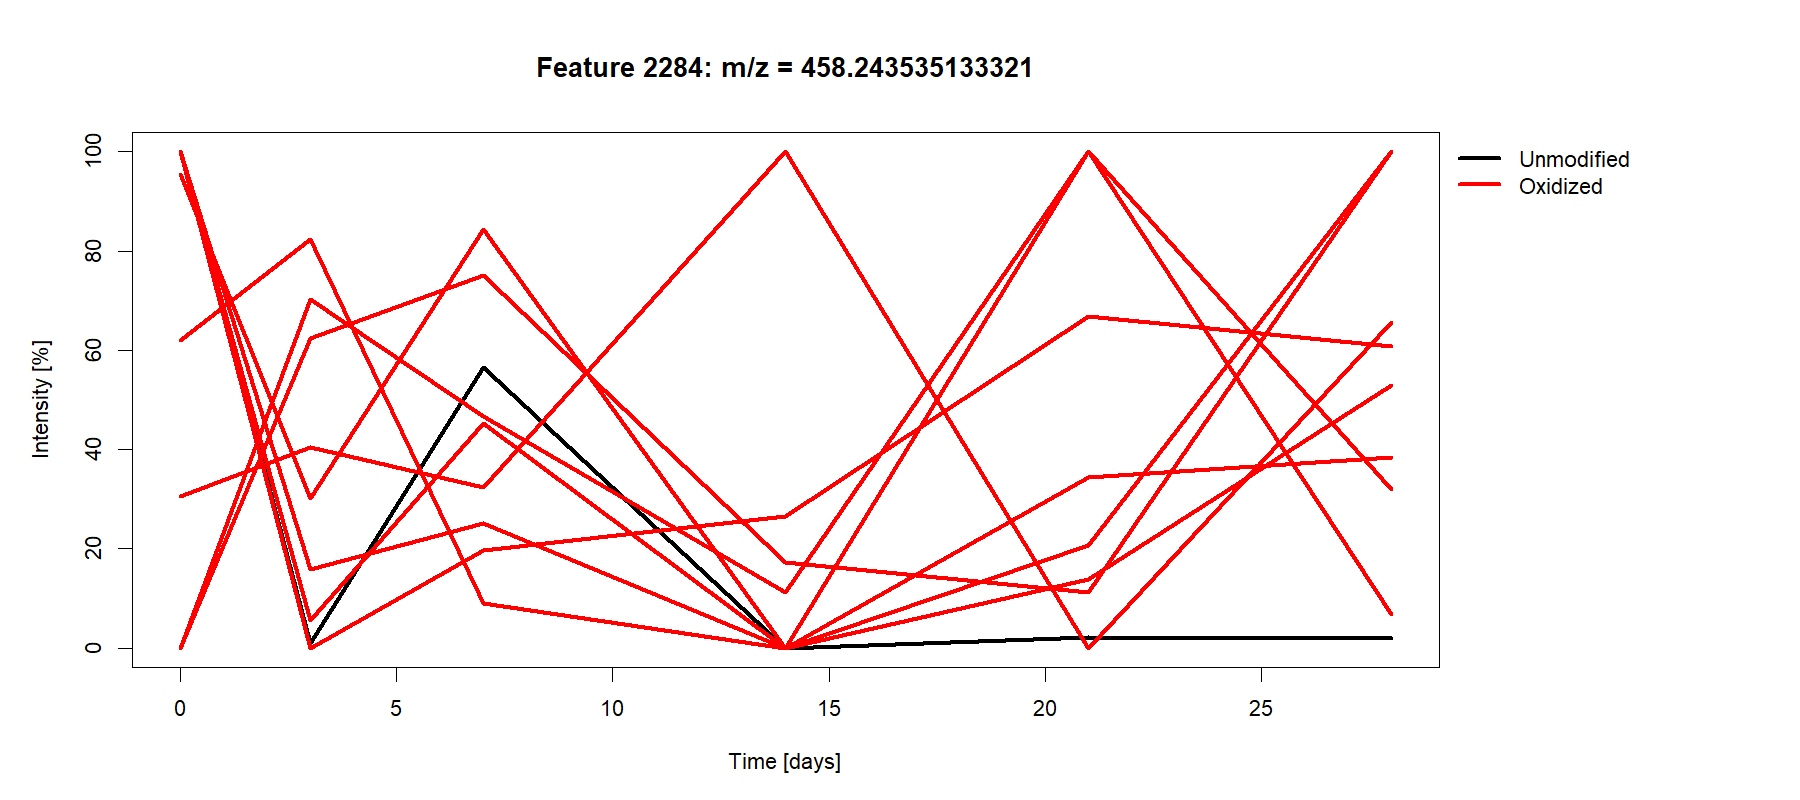 Feature 2284: m/z = 458.243535133321
Unmodified
Oxidized
Intensity [%]
100
80
60
40
20
0
0 5 10 15 20 25
Time [days]